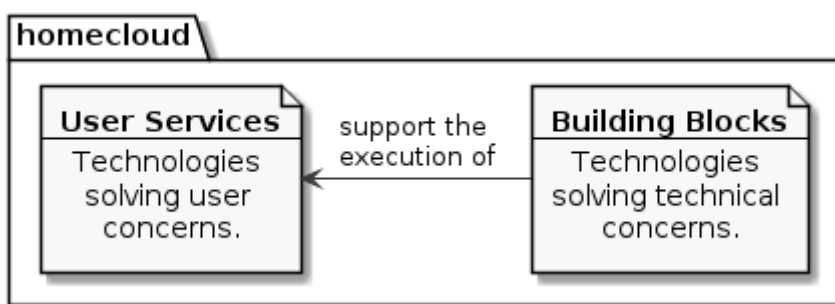 homecloud
User Services
Technologies
solving user
concerns.
support the
execution of
Building Blocks
Technologies
solving technical
concerns.